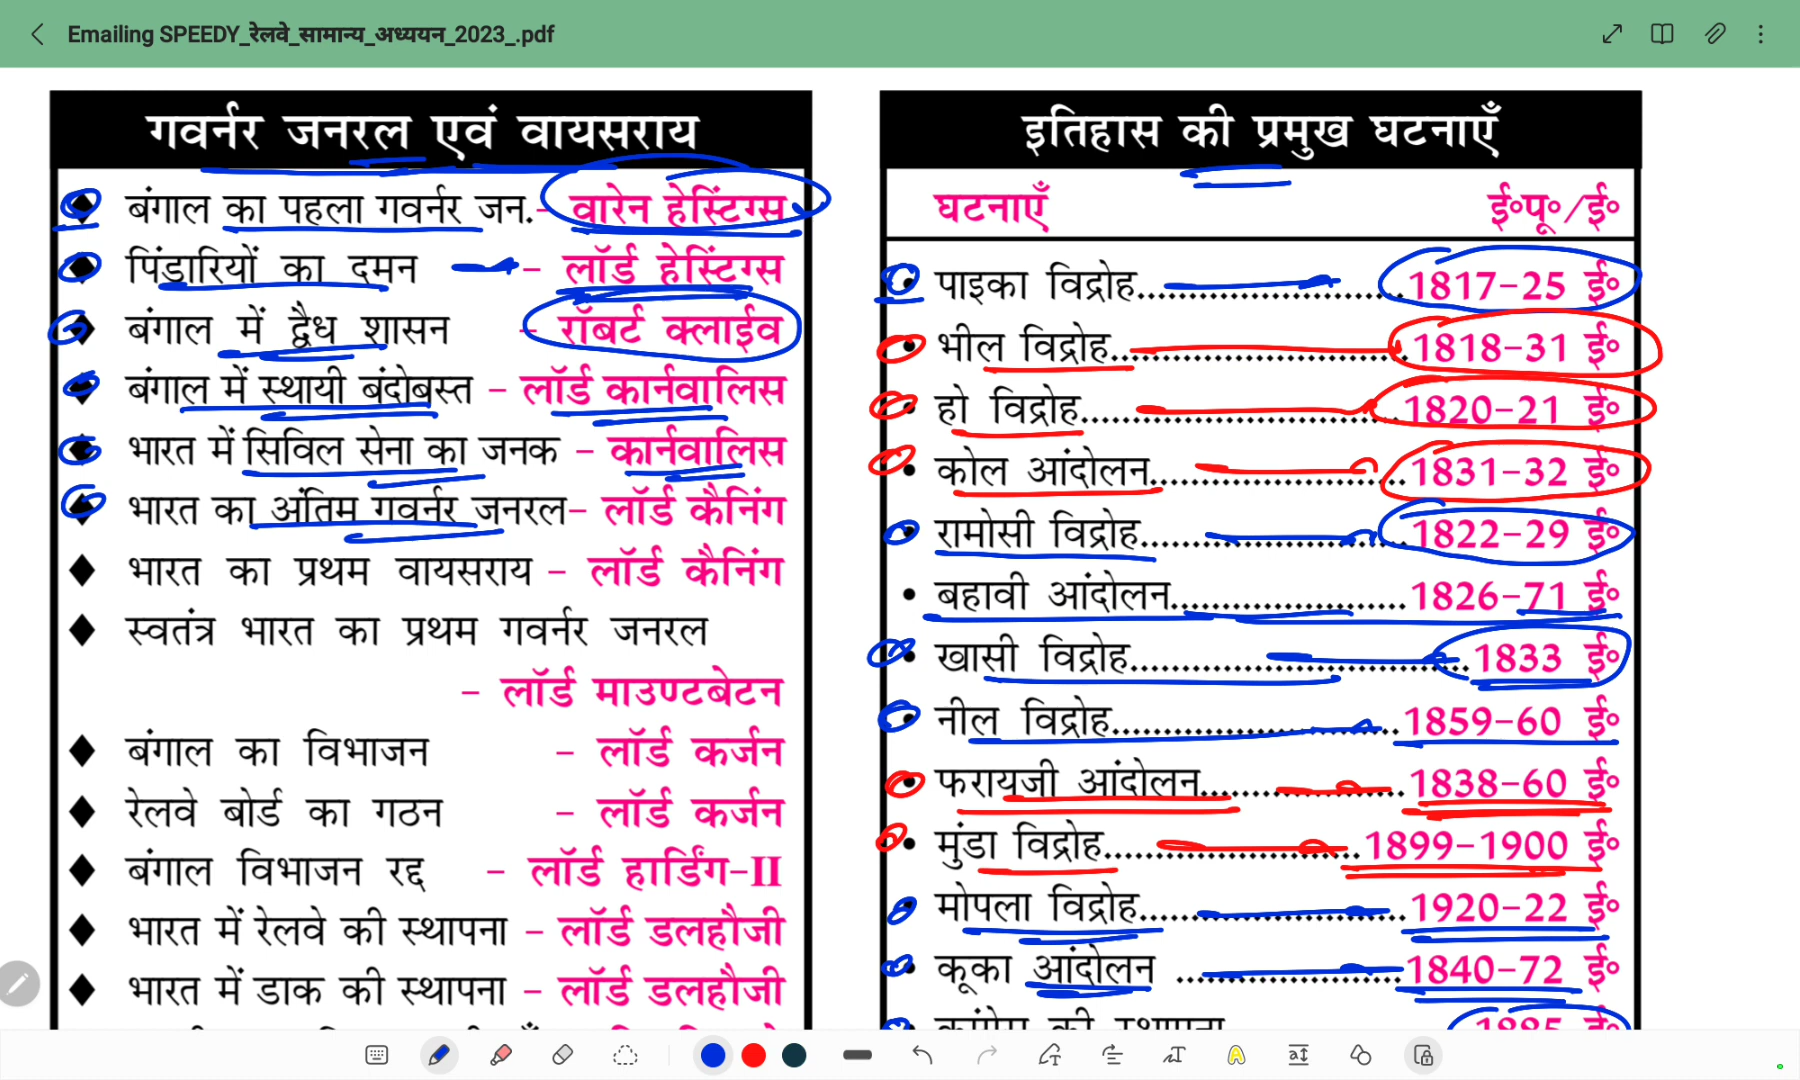 Emailing SPEEDY_रेलवे_सामान्य_अध्ययन_2023_.pdf
गवर्नर जनरल एवं वायसराय
बंगाल का पहला गवर्नर जन.- वारेन हेस्टिंग्स
पिंडारियों का दमन - लॉर्ड हेस्टिंग्स
बंगाल में द्वैध शासन - रॉबर्ट क्लाईव
बंगाल में स्थायी बंदोबस्त - लॉर्ड कार्नवालिस
भारत में सिविल सेना का जनक - कार्नवालिस
भारत का अंतिम गवर्नर जनरल- लॉर्ड कैनिंग
भारत का प्रथम वायसराय - लॉर्ड कैनिंग
स्वतंत्र भारत का प्रथम गवर्नर जनरल
- लॉर्ड माउण्टबेटन
बंगाल का विभाजन - लॉर्ड कर्जन
रेलवे बोर्ड का गठन - लॉर्ड कर्जन
बंगाल विभाजन रद्द - लॉर्ड हार्डिंग-II
भारत में रेलवे की स्थापना - लॉर्ड डलहौजी
भारत में डाक की स्थापना - लॉर्ड डलहौजी
इतिहास की प्रमुख घटनाएँ
घटनाएँ ई॰पू॰/ई॰
पाइका विद्रोह 1817-25 ई॰
भील विद्रोह 1818-31 ई॰
हो विद्रोह 1820-21 ई॰
कोल आंदोलन 1831-32 ई॰
रामोसी विद्रोह 1822-29 ई॰
बहावी आंदोलन 1826-71 ई॰
खासी विद्रोह 1833 ई॰
नील विद्रोह 1859-60 ई॰
फरायजी आंदोलन 1838-60 ई॰
मुंडा विद्रोह 1899-1900 ई॰
मोपला विद्रोह 1920-22 ई॰
कूका आंदोलन 1840-72 ई॰
कांग्रेस की स्थापना 1885 ई॰